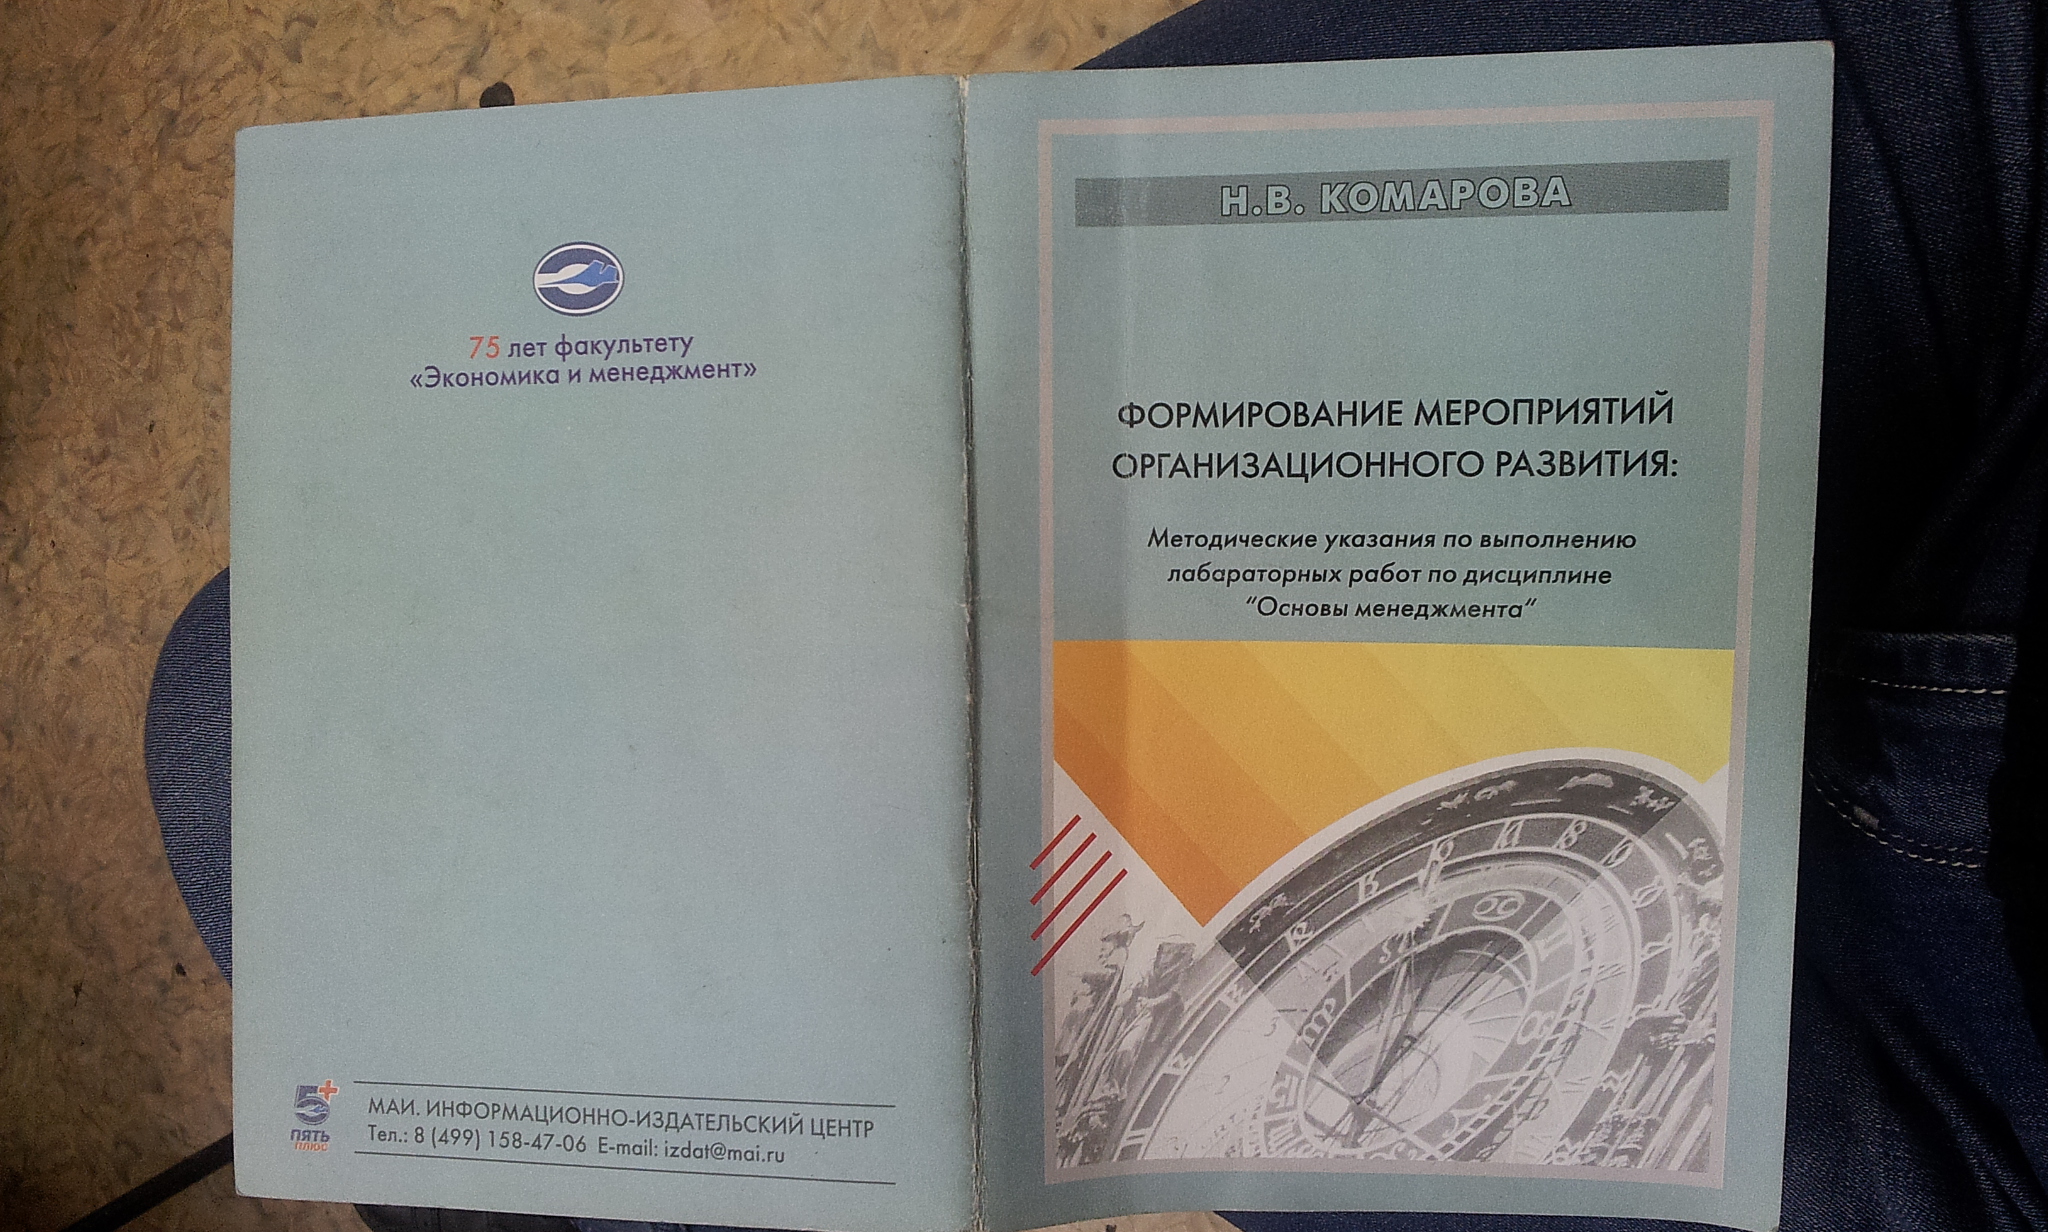 Н.В. КОМАРОВА
ФОРМИРОВАНИЕ МЕРОПРИЯТИЙ
ОРГАНИЗАЦИОННОГО РАЗВИТИЯ:
Методические указания по выполнению
лабараторных работ по дисциплине
"Основы менеджмента"
75 лет факультету
«Экономика и менеджмент»
5+
ПЯТЬ
ПЛЮС
МАИ. ИНФОРМАЦИОННО-ИЗДАТЕЛЬСКИЙ ЦЕНТР
Тел.: 8 (499) 158-47-06 E-mail: izdat@mai.ru